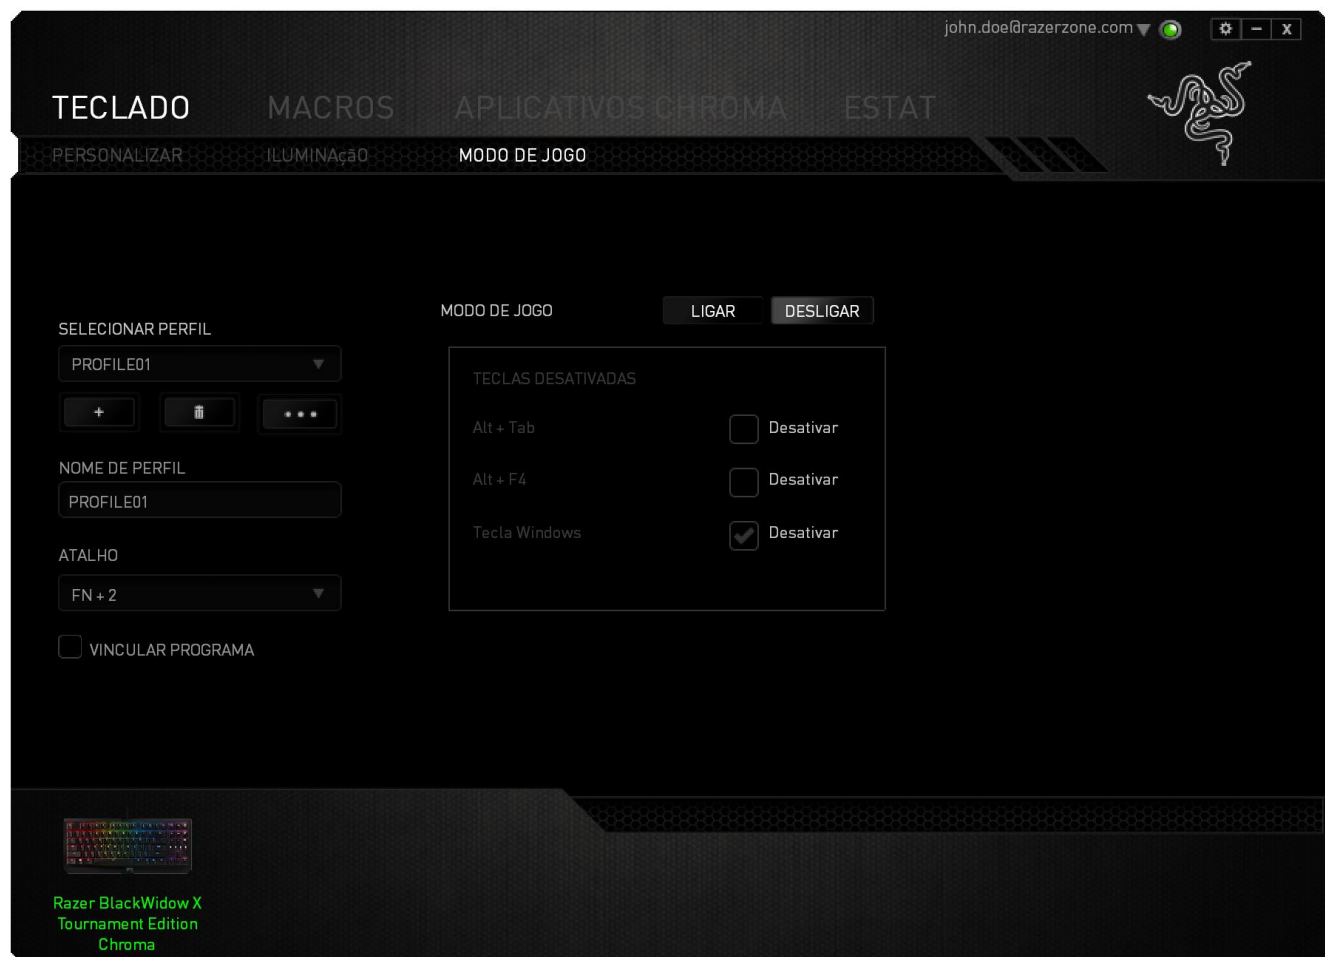 john.doe@razerzone.com
x
TECLADO MACROS APLICATIVOS CHROMA ESTAT
PERSONALIZAR ILUMINAção MODO DE JOGO
MODO DE JOGO LIGAR DESLIGAR
SELECIONAR PERFIL
PROFILE01
+
NOME DE PERFIL
PROFILE01
ATALHO
FN + 2
VINCULAR PROGRAMA
TECLAS DESATIVADAS
Alt + Tab Desativar
Alt + F4 Desativar
Tecla Windows Desativar
Razer BlackWidow X
Tournament Edition
Chroma